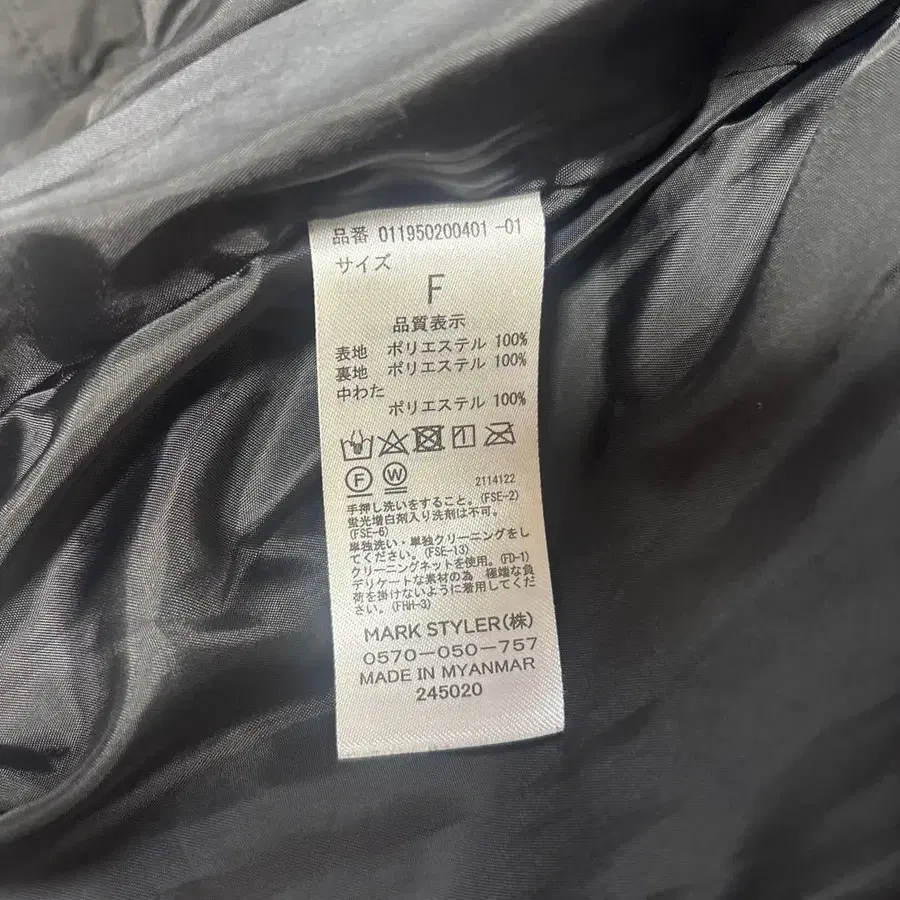 品番 011950200401 -01
サイズ
F
品質表示
表地 ポリエステル 100%
裏地 ポリエステル 100%
中わた
ポリエステル 100%
F W
2114122
手押し洗いをすること。(FSE-2)
蛍光増白剤入り洗剤は不可。
(FSE-6)
単独洗い・単独クリーニングをし
てください。(FSE-13)
クリーニングネットを使用。(FD-1)
デリケートな素材の為 極端な負
荷を掛けないように着用してくだ
さい。(FHH-3)
MARK STYLER(株)
0570-050-757
MADE IN MYANMAR
245020